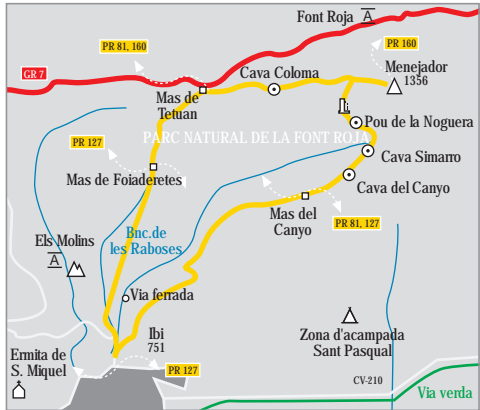 Font Roja A
PR 81, 160
PR 160
GR 7
Cava Coloma
Menejador
1356
Mas de
Tetuan
Pou de la Noguera
PARC NATURAL DE LA FONT ROJA
PR 127
Cava Simarro
Mas de Foiaderetes
Cava del Canyo
Mas del
Canyo
PR 81, 127
Bnc.de
les Raboses
Els Molins
A
Via ferrada
Ibi
751
Zona d'acampada
Sant Pasqual
Ermita de
S. Miquel
PR 127
CV-210
Via verda